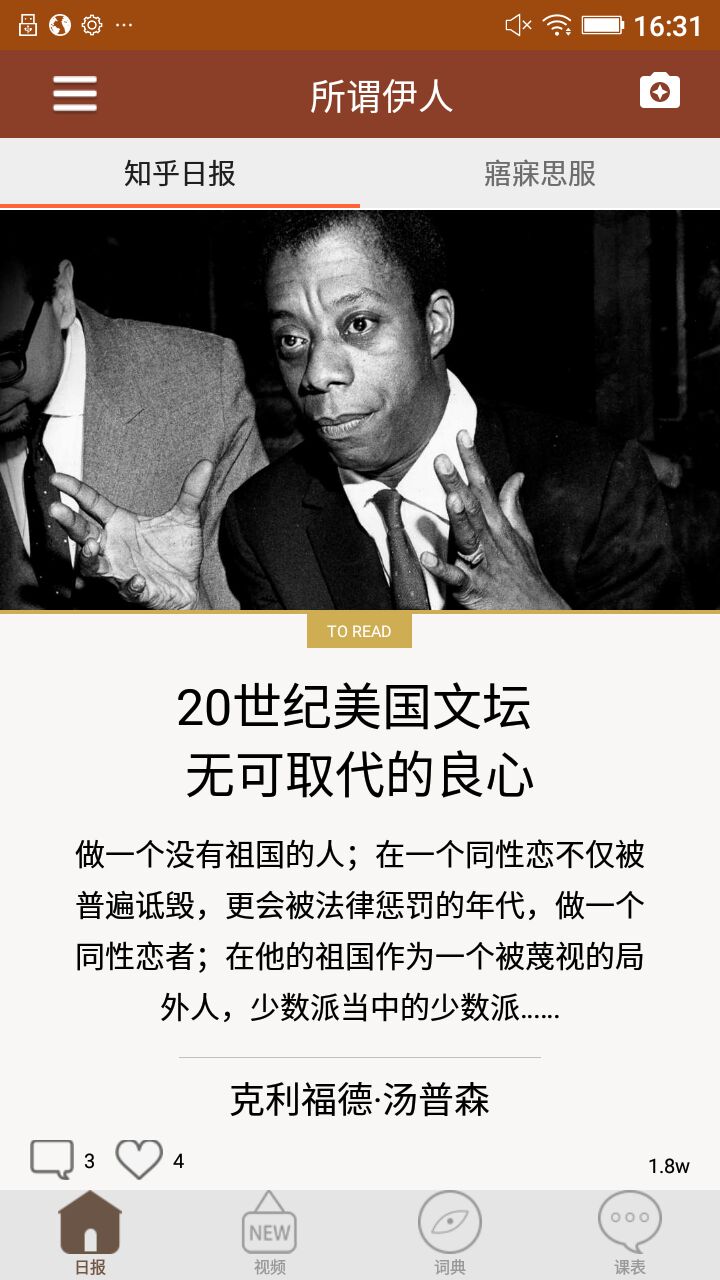 16:31
所谓伊人
知乎日报
寤寐思服
TO READ
20世纪美国文坛
无可取代的良心
做一个没有祖国的人；在一个同性恋不仅被
普遍诋毁，更会被法律惩罚的年代，做一个
同性恋者；在他的祖国作为一个被蔑视的局
外人，少数派当中的少数派......
克利福德·汤普森
3
4
1.8w
NEW
日报
视频
词典
课表